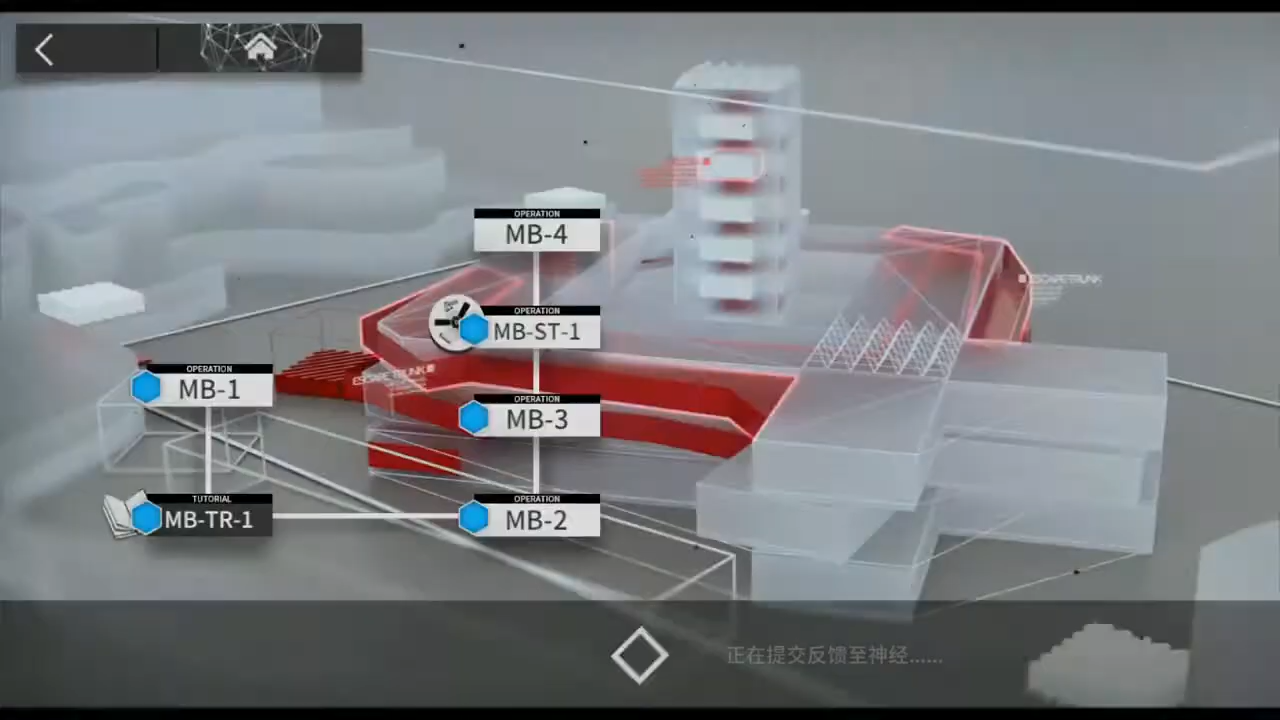 OPERATION
MB-4
OPERATION
MB-ST-1
OPERATION
MB-1
OPERATION
MB-3
TUTORIAL
MB-TR-1
OPERATION
MB-2
正在提交反馈至神经......